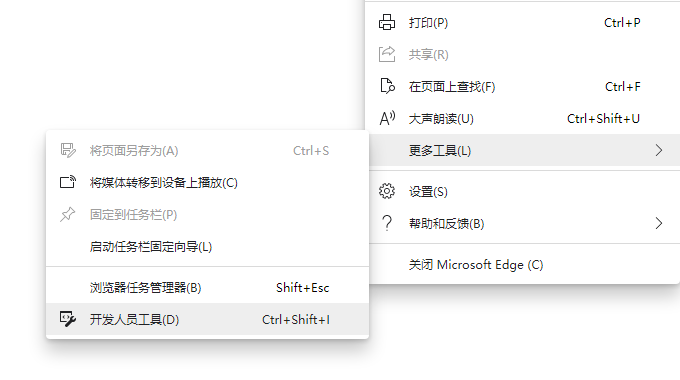 打印(P) Ctrl+P
共享(R)
在页面上查找(F) Ctrl+F
大声朗读(U) Ctrl+Shift+U
更多工具(L)
设置(S)
帮助和反馈(B)
关闭 Microsoft Edge (C)
将页面另存为(A) Ctrl+S
将媒体转移到设备上播放(C)
固定到任务栏(P)
启动任务栏固定向导(L)
浏览器任务管理器(B) Shift+Esc
开发人员工具(D) Ctrl+Shift+I